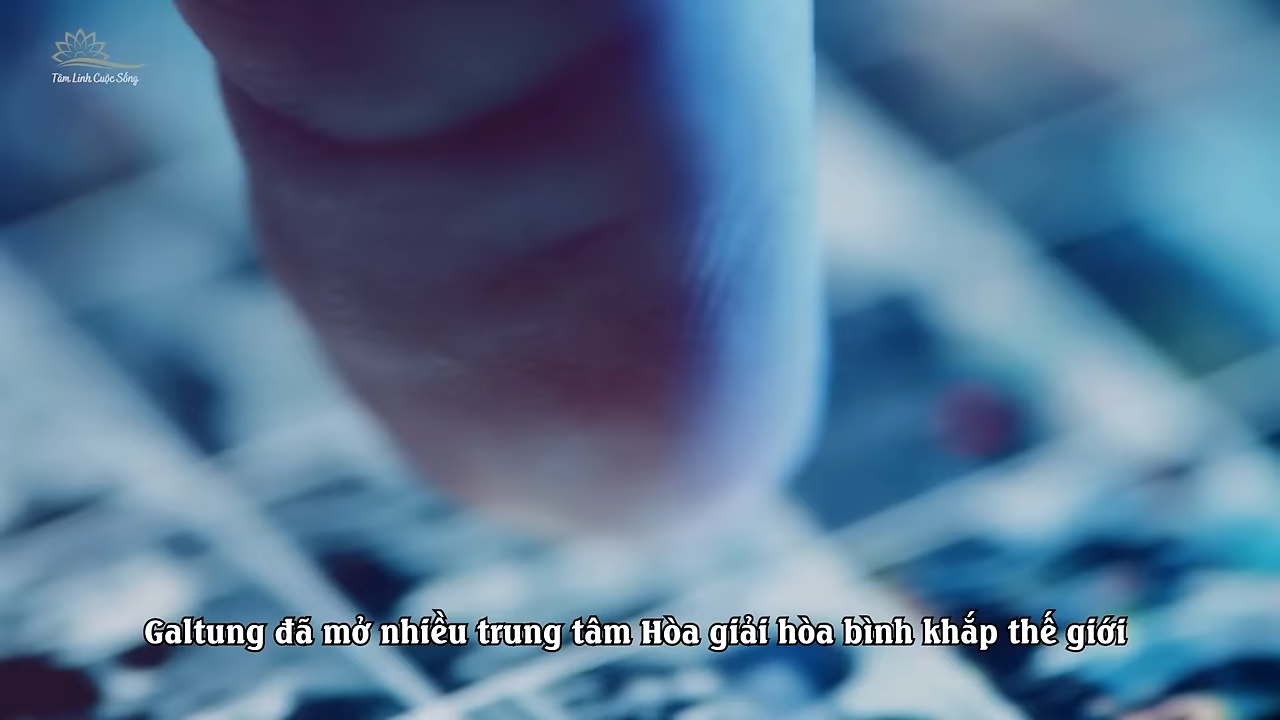 Tâm Linh Cuộc Sống
Galtung đã mở nhiều trung tâm Hòa giải hòa bình khắp thế giới